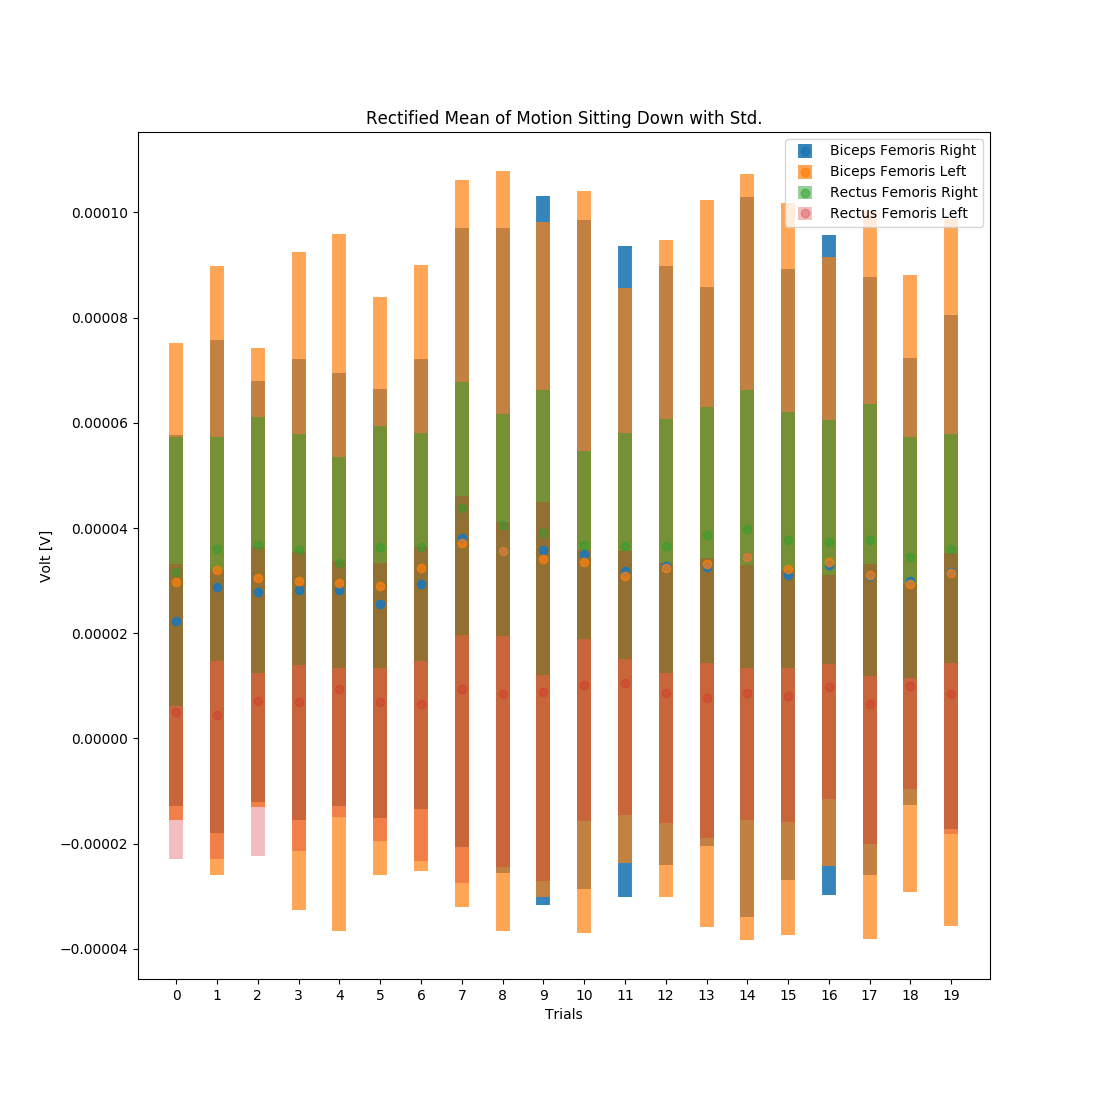 Rectified Mean of Motion Sitting Down with Std.
Biceps Femoris Right
Biceps Femoris Left
Rectus Femoris Right
Rectus Femoris Left
0.00010
0.00008
0.00006
0.00004
0.00002
0.00000
−0.00002
−0.00004
Volt [V]
0 1 2 3 4 5 6 7 8 9 10 11 12 13 14 15 16 17 18 19
Trials